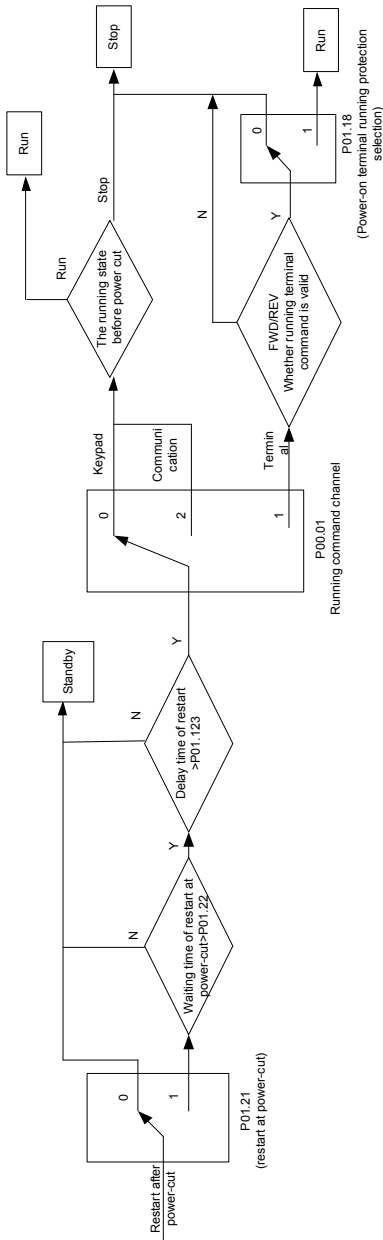 Restart after
power-cut
0
1
P01.21
(restart at power-cut)
N
Waiting time of restart at
power-cut>P01.22
Y
Standby
N
Delay time of restart
>P01.123
Y
0
2
1
P00.01
Running command channel
Keypad
Communi
cation
Termin
al
Run
Run
The running state
before power cut
Stop
Stop
N
FWD/REV
Whether running terminal
command is valid
Y
0
1
P01.18
(Power-on terminal running protection
selection)
Run